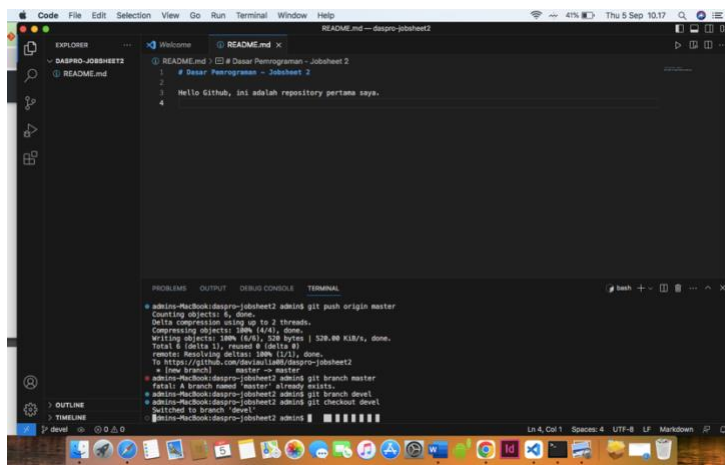 Code File Edit Selection View Go Run Terminal Window Help 41% Thu 5 Sep 10.17
README.md — daspro-jobsheet2
EXPLORER ... Welcome README.md ×
DASPRO-JOBSHEET2 README.md > # Dasar Pemrograman - Jobsheet 2
README.md 1 # Dasar Pemrograman - Jobsheet 2
2
3 Hello Github, ini adalah repository pertama saya.
4
PROBLEMS OUTPUT DEBUG CONSOLE TERMINAL bash
admins-MacBook:daspro-jobsheet2 admin$ git push origin master
Counting objects: 6, done.
Delta compression using up to 2 threads.
Compressing objects: 100% (4/4), done.
Writing objects: 100% (6/6), 520 bytes | 520.00 KiB/s, done.
Total 6 (delta 1), reused 0 (delta 0)
remote: Resolving deltas: 100% (1/1), done.
To https://github.com/daviaulia08/daspro-jobsheet2
* [new branch] master -> master
admins-MacBook:daspro-jobsheet2 admin$ git branch master
fatal: A branch named 'master' already exists.
admins-MacBook:daspro-jobsheet2 admin$ git branch devel
admins-MacBook:daspro-jobsheet2 admin$ git checkout devel
Switched to branch 'devel'
admins-MacBook:daspro-jobsheet2 admin$
OUTLINE
TIMELINE
devel 0 0 Ln 4, Col 1 Spaces: 4 UTF-8 LF Markdown
5 Id